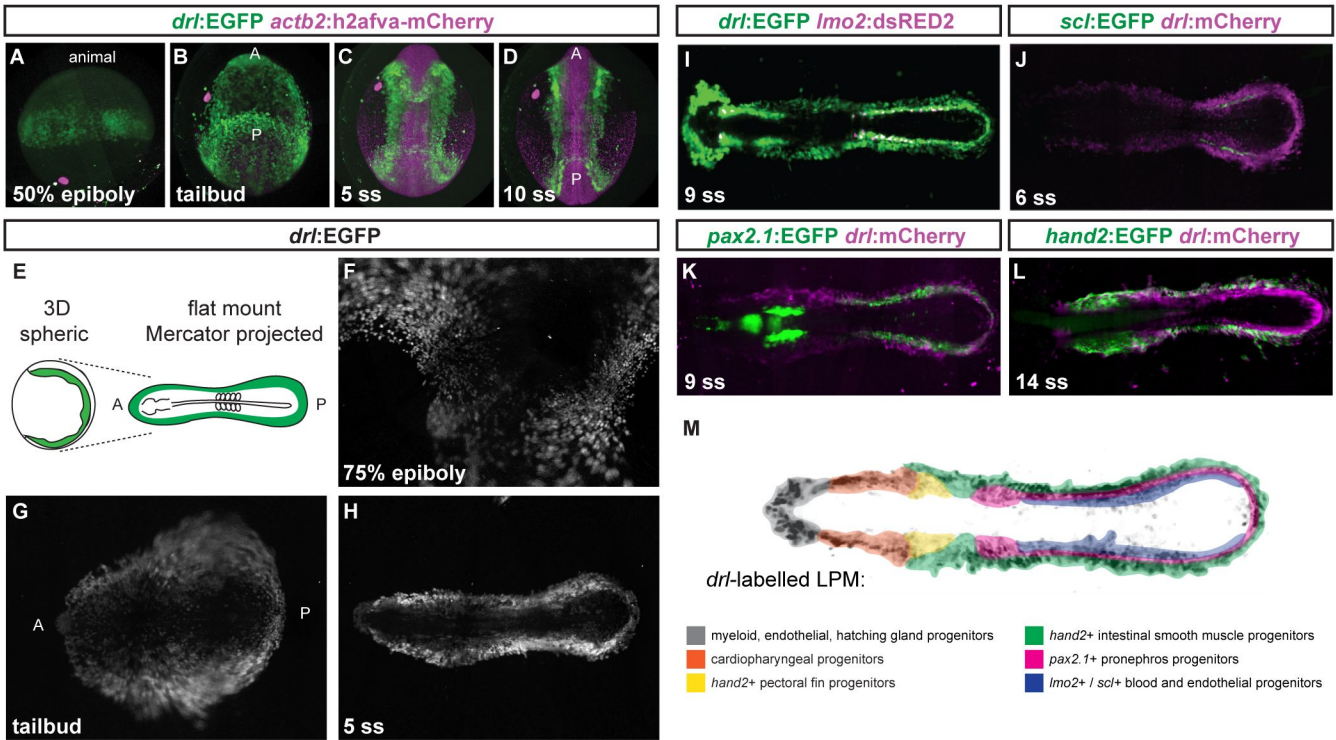 drl:EGFP actb2:h2afva-mCherry
A
animal
50% epiboly
B
A
P
tailbud
C
5 ss
D
A
P
10 ss
drl:EGFP
E
3D
spheric
flat mount
Mercator projected
A
P
F
75% epiboly
G
A
P
tailbud
H
5 ss
drl:EGFP lmo2:dsRED2
I
9 ss
scl:EGFP drl:mCherry
J
6 ss
pax2.1:EGFP drl:mCherry
K
9 ss
hand2:EGFP drl:mCherry
L
14 ss
M
drl-labelled LPM:
myeloid, endothelial, hatching gland progenitors
cardiopharyngeal progenitors
hand2+ pectoral fin progenitors
hand2+ intestinal smooth muscle progenitors
pax2.1+ pronephros progenitors
lmo2+ / scl+ blood and endothelial progenitors